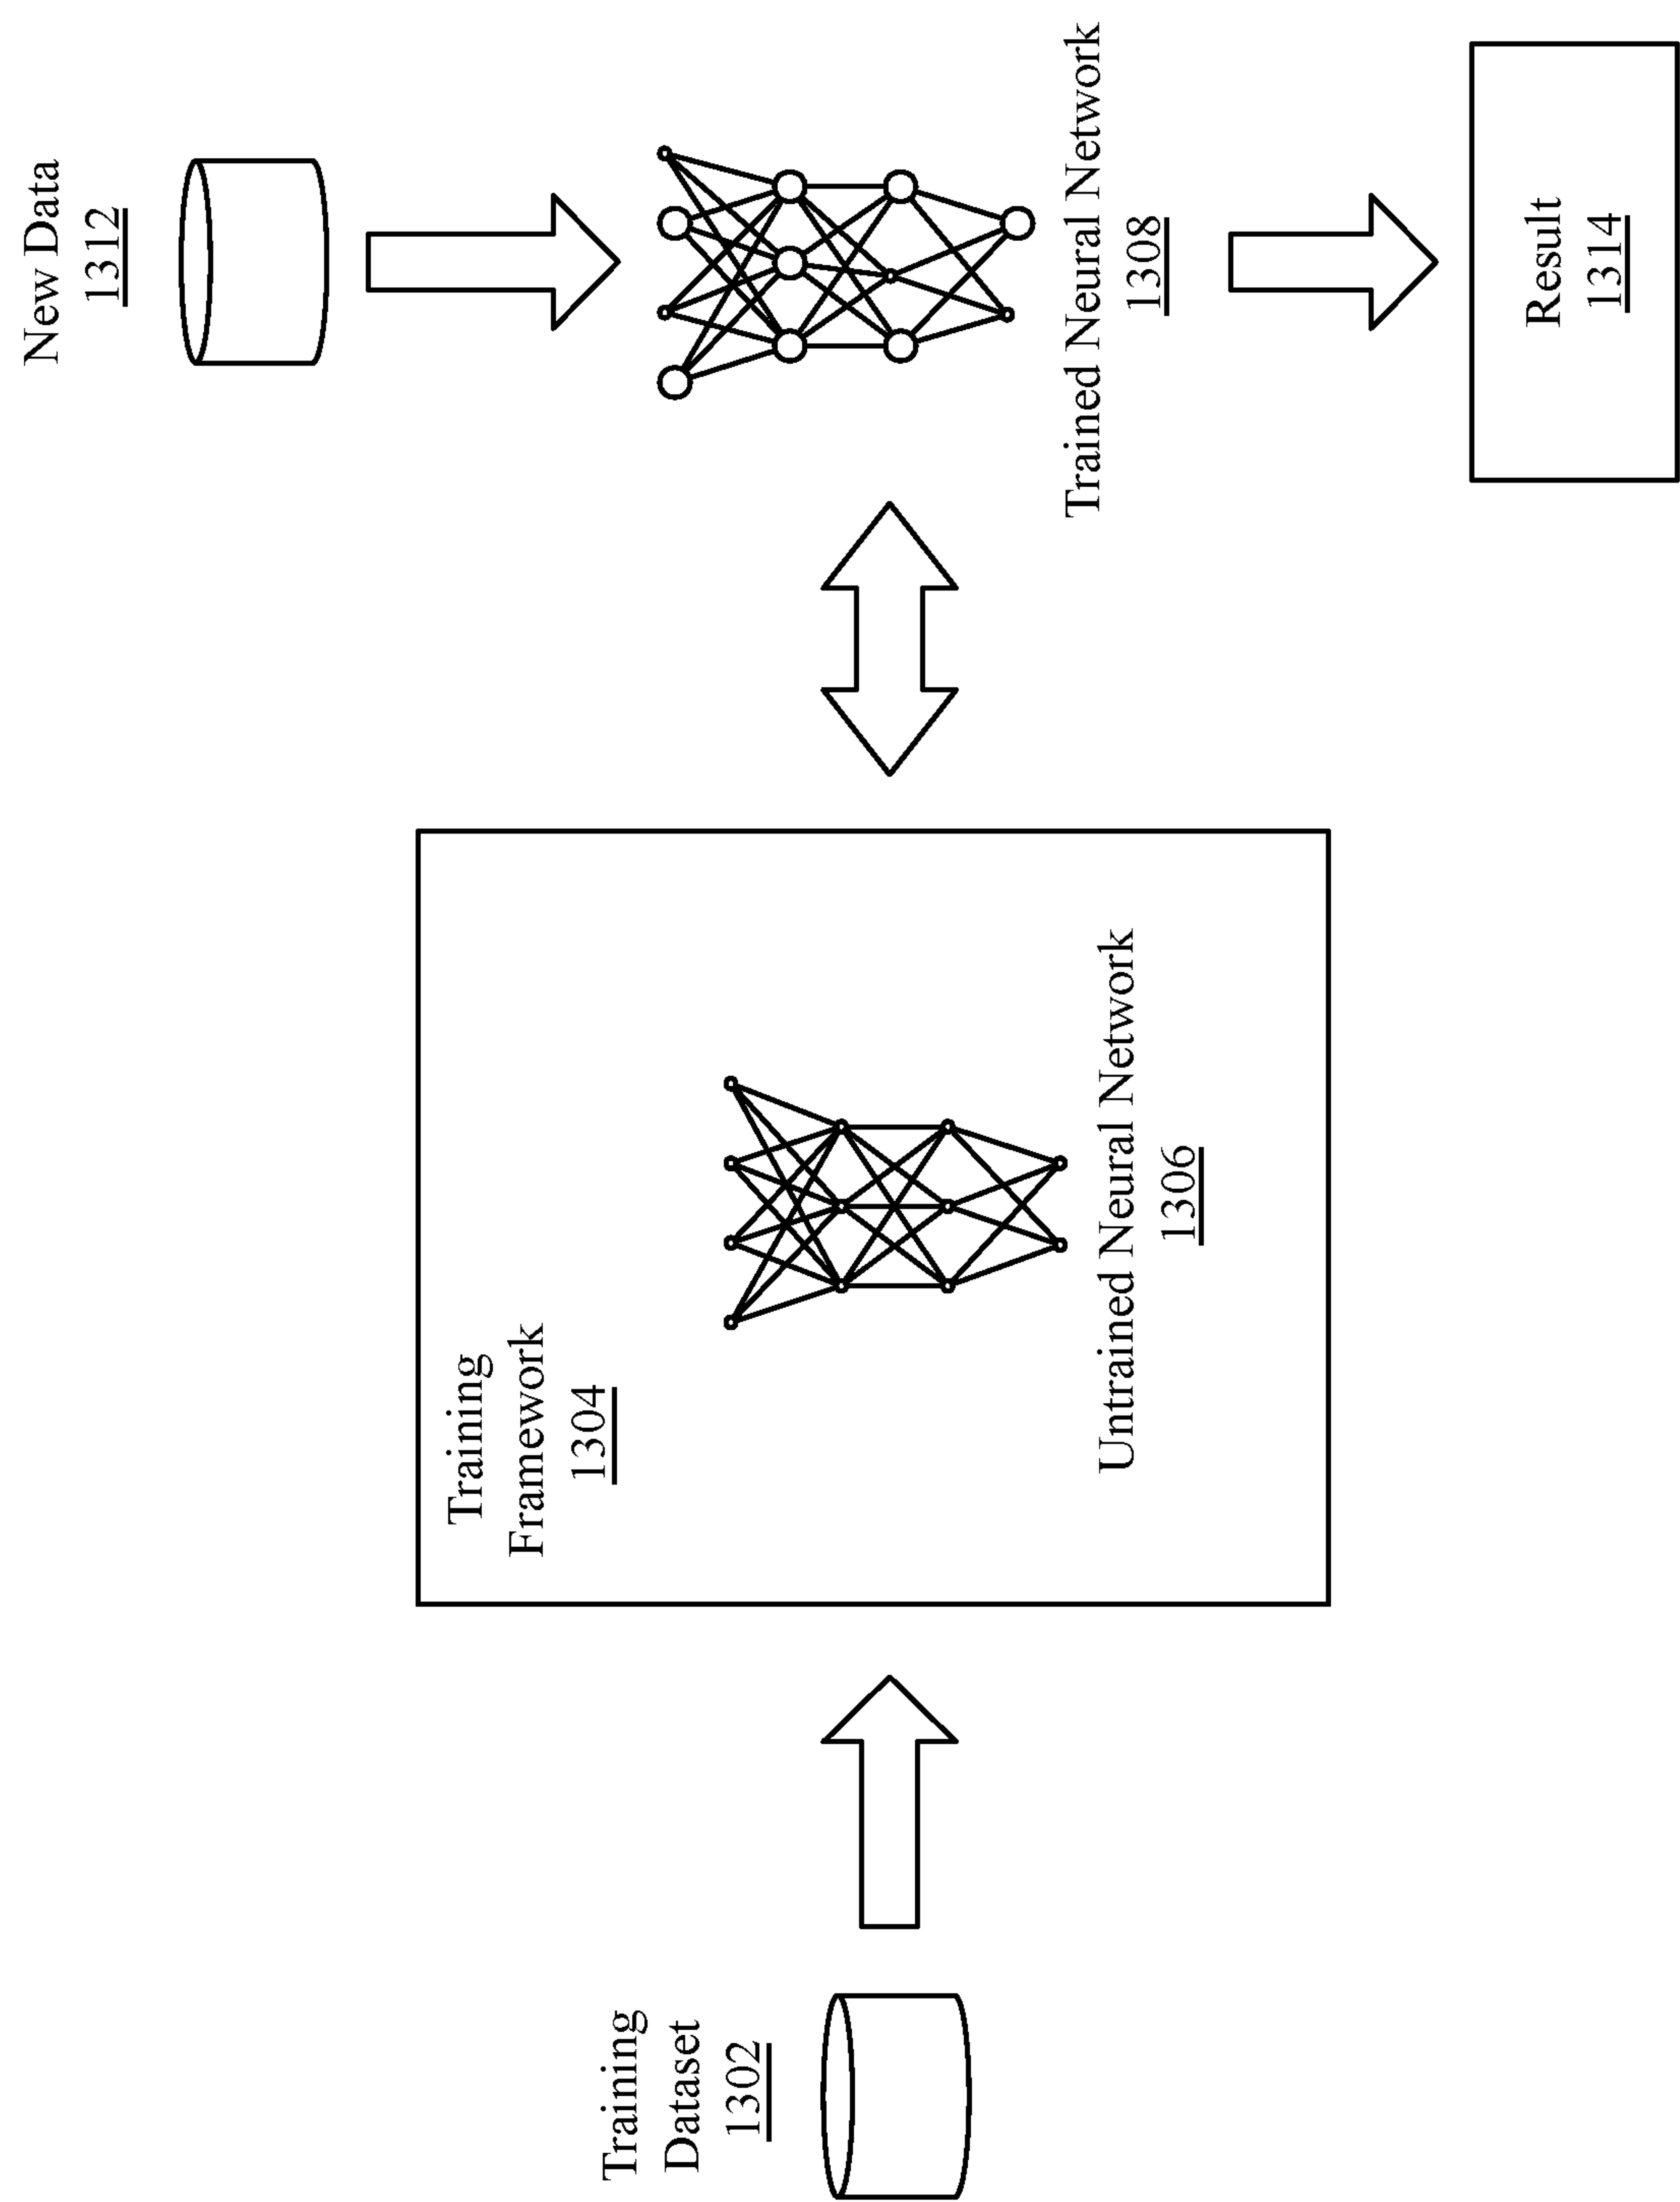 Training
Dataset
1302
Training
Framework
1304
Untrained Neural Network
1306
New Data
1312
Trained Neural Network
1308
Result
1314